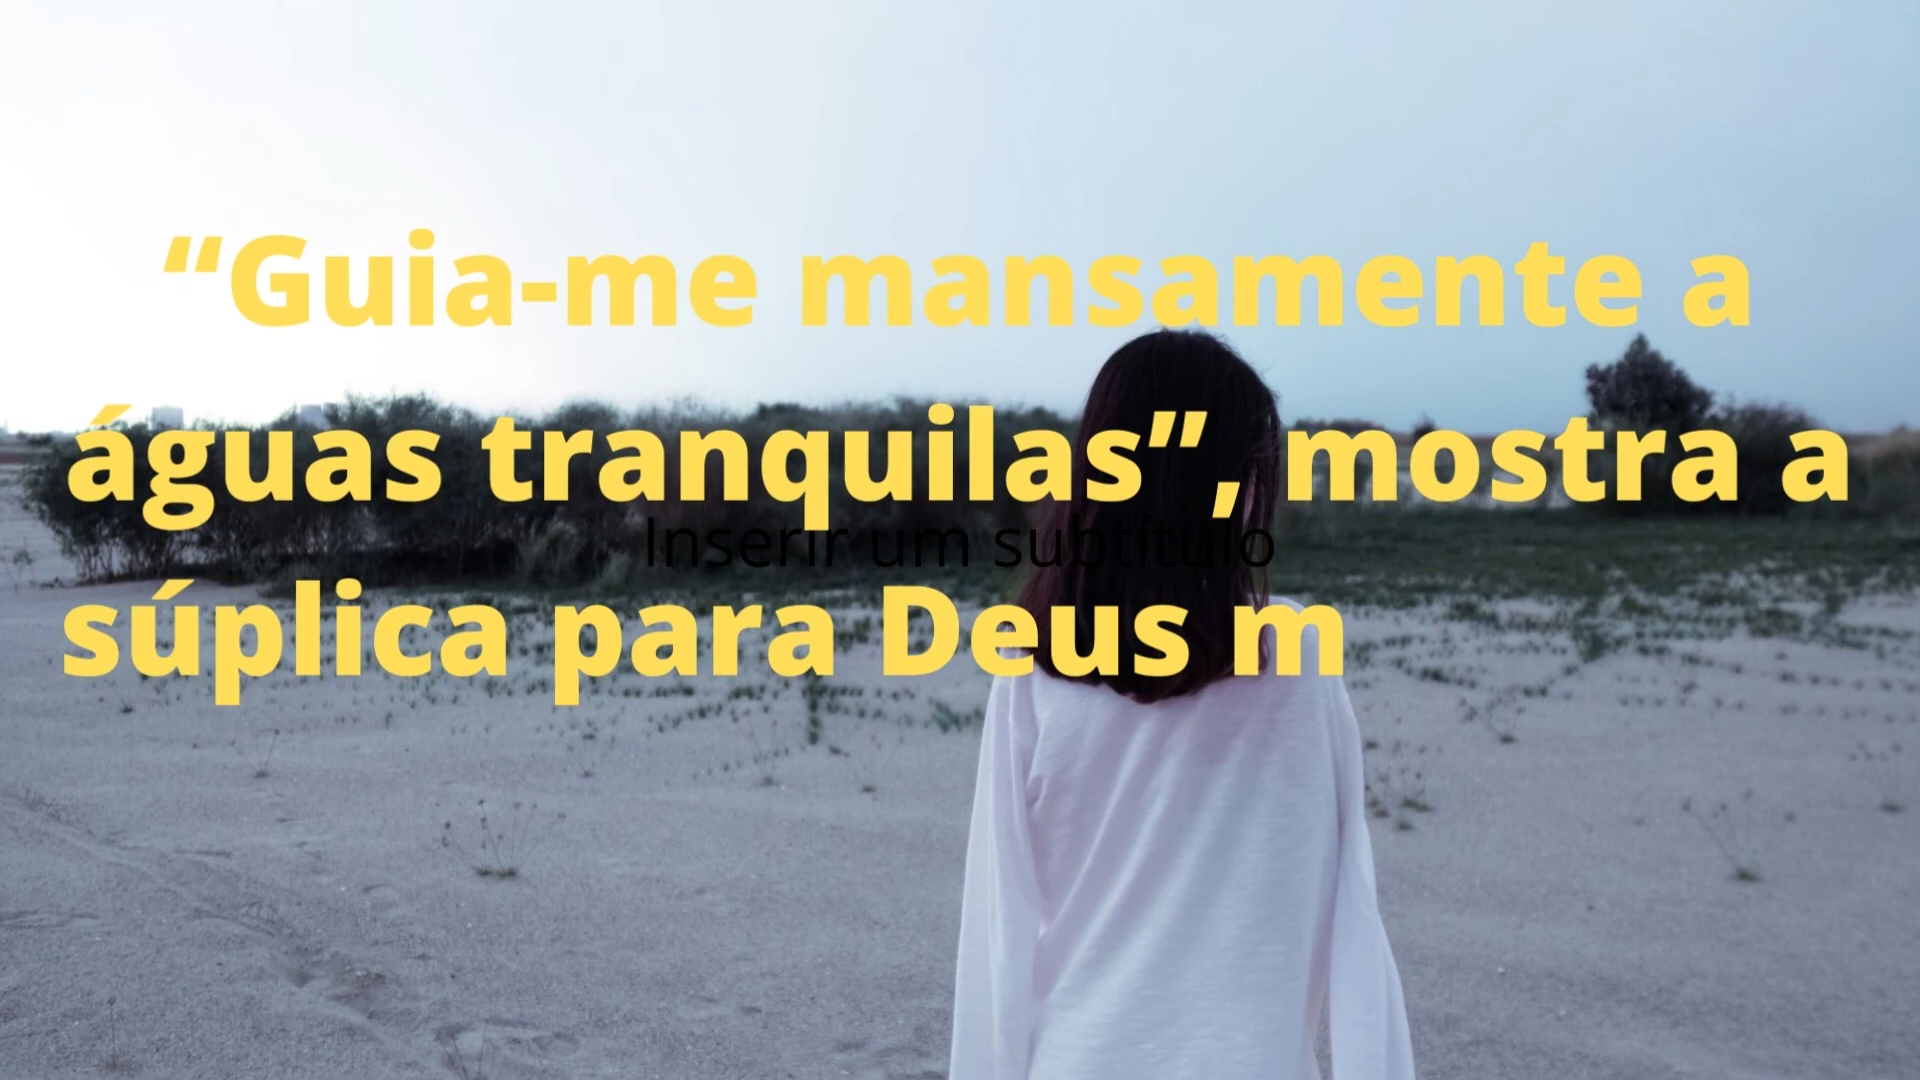 “Guia-me mansamente a
águas tranquilas”, mostra a
Inserir um subtítulo
súplica para Deus m